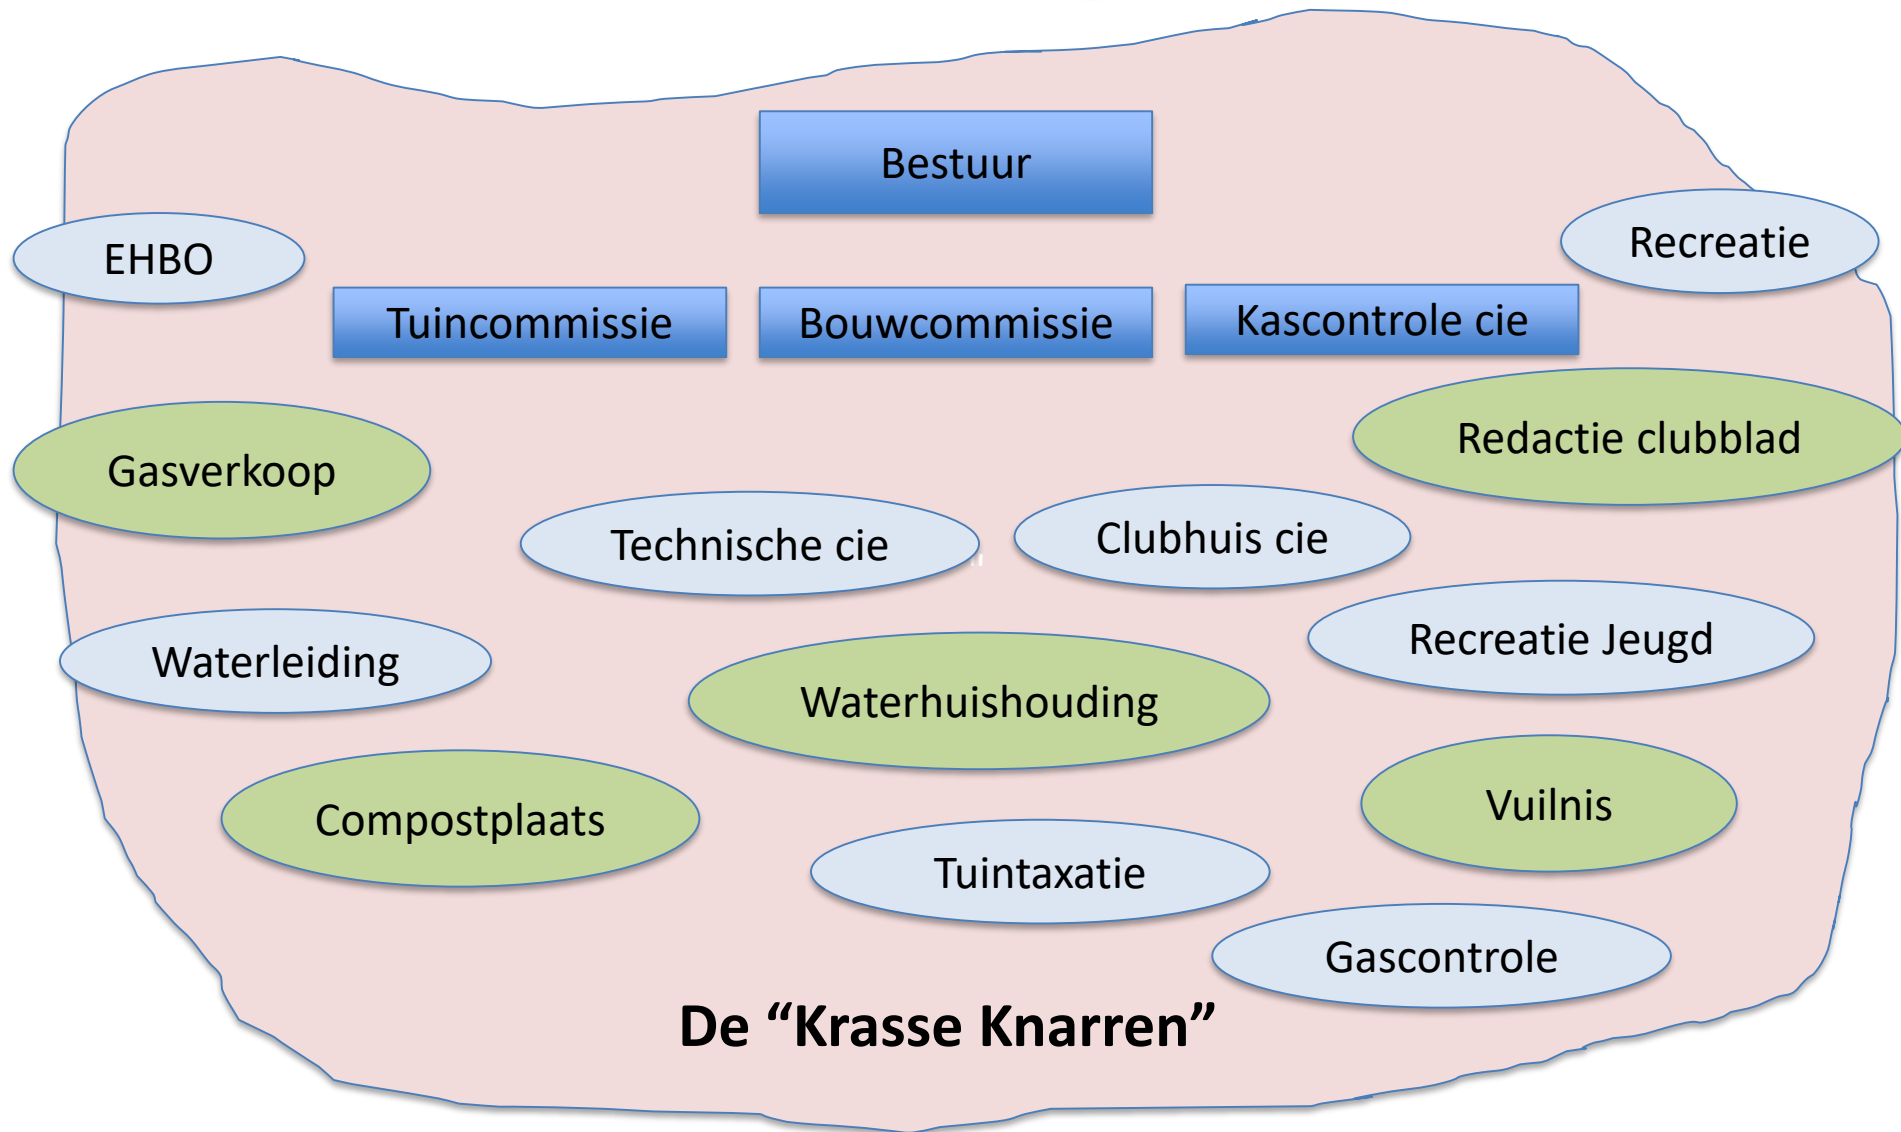 Bestuur
EHBO
Recreatie
Tuincommissie
Bouwcommissie
Kascontrole cie
Gasverkoop
Redactie clubblad
Technische cie
Clubhuis cie
Waterleiding
Recreatie Jeugd
Waterhuishouding
Compostplaats
Vuilnis
Tuintaxatie
Gascontrole
De “Krasse Knarren”